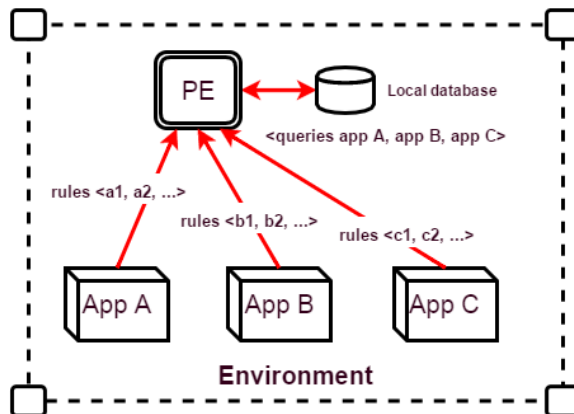 PE
Local database
<queries app A, app B, app C>
rules <a1, a2, ...>
rules <b1, b2, ...>
rules <c1, c2, ...>
App A
App B
App C
Environment